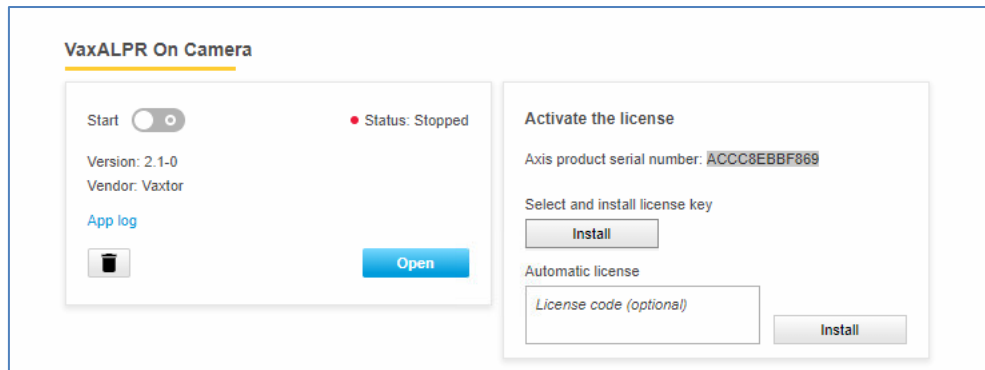 VaxALPR On Camera
Start
Status: Stopped
Version: 2.1-0
Vendor: Vaxtor
App log
Open
Activate the license
Axis product serial number: ACCC8EBBF869
Select and install license key
Install
Automatic license
License code (optional)
Install